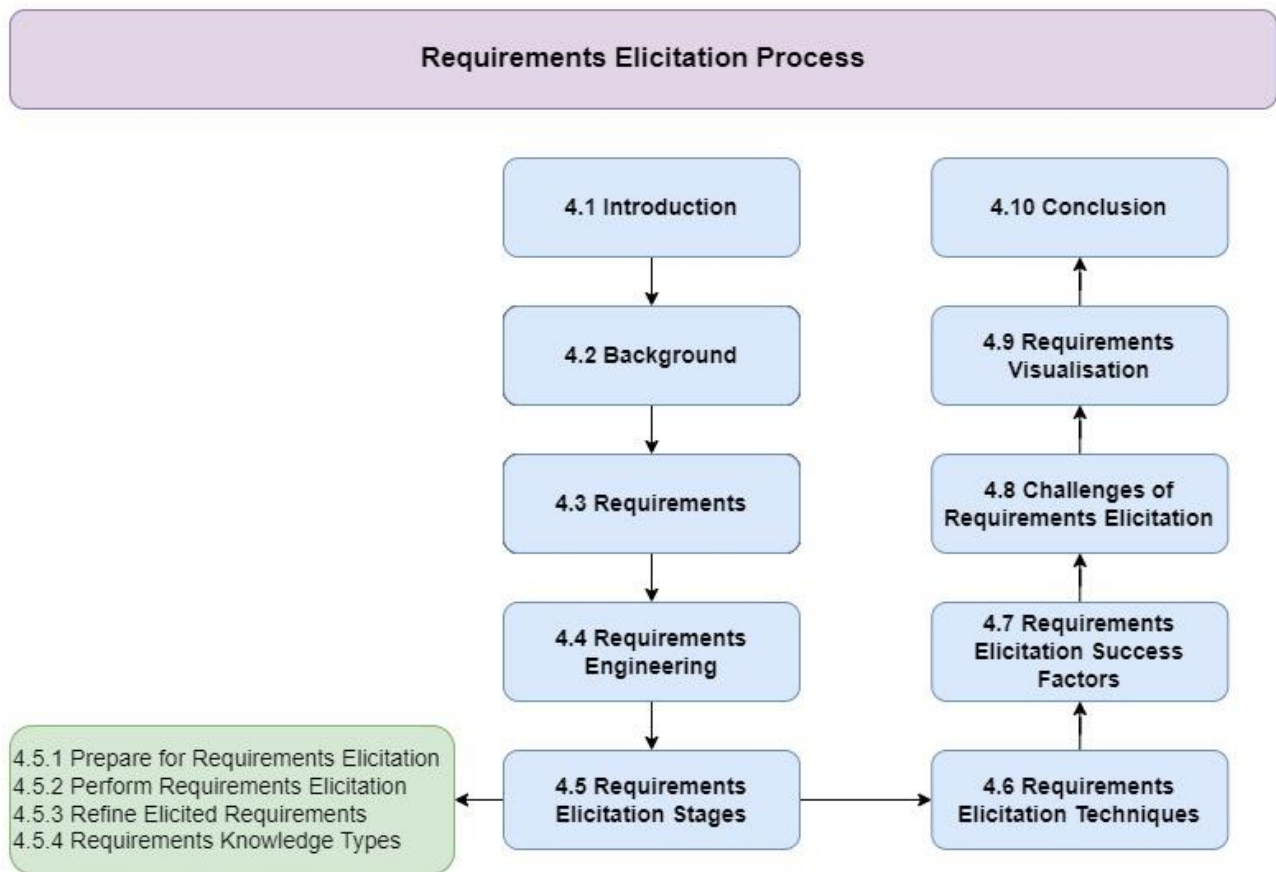 Requirements Elicitation Process
4.1 Introduction
4.2 Background
4.3 Requirements
4.4 Requirements
Engineering
4.5 Requirements
Elicitation Stages
4.5.1 Prepare for Requirements Elicitation
4.5.2 Perform Requirements Elicitation
4.5.3 Refine Elicited Requirements
4.5.4 Requirements Knowledge Types
4.6 Requirements
Elicitation Techniques
4.7 Requirements
Elicitation Success
Factors
4.8 Challenges of
Requirements Elicitation
4.9 Requirements
Visualisation
4.10 Conclusion